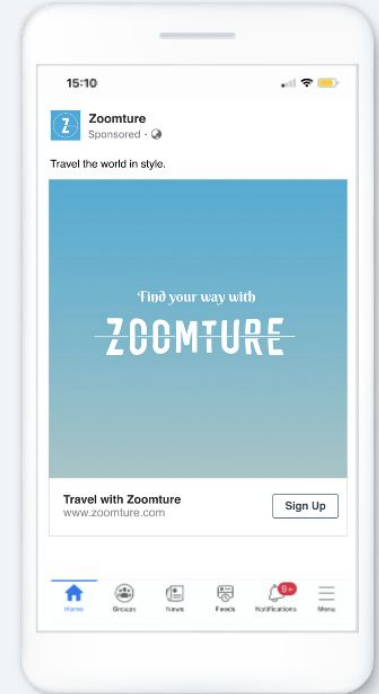 15:10
Z
Zoomture
Sponsored ·
Travel the world in style.
Find your way with
ZOOMTURE
Travel with Zoomture
www.zoomture.com
Sign Up
9+
Home Groups News Feeds Notifications Menu